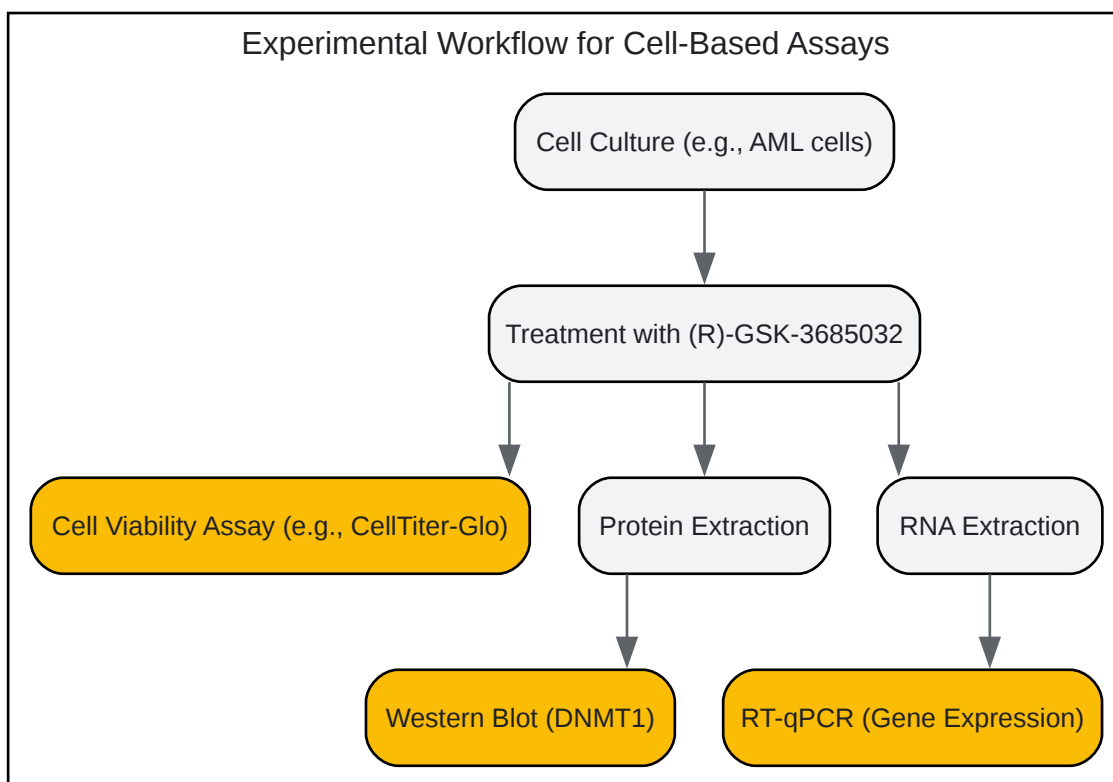 Experimental Workflow for Cell-Based Assays
Cell Culture (e.g., AML cells)
Treatment with (R)-GSK-3685032
Cell Viability Assay (e.g., CellTiter-Glo)
Protein Extraction
RNA Extraction
Western Blot (DNMT1)
RT-qPCR (Gene Expression)